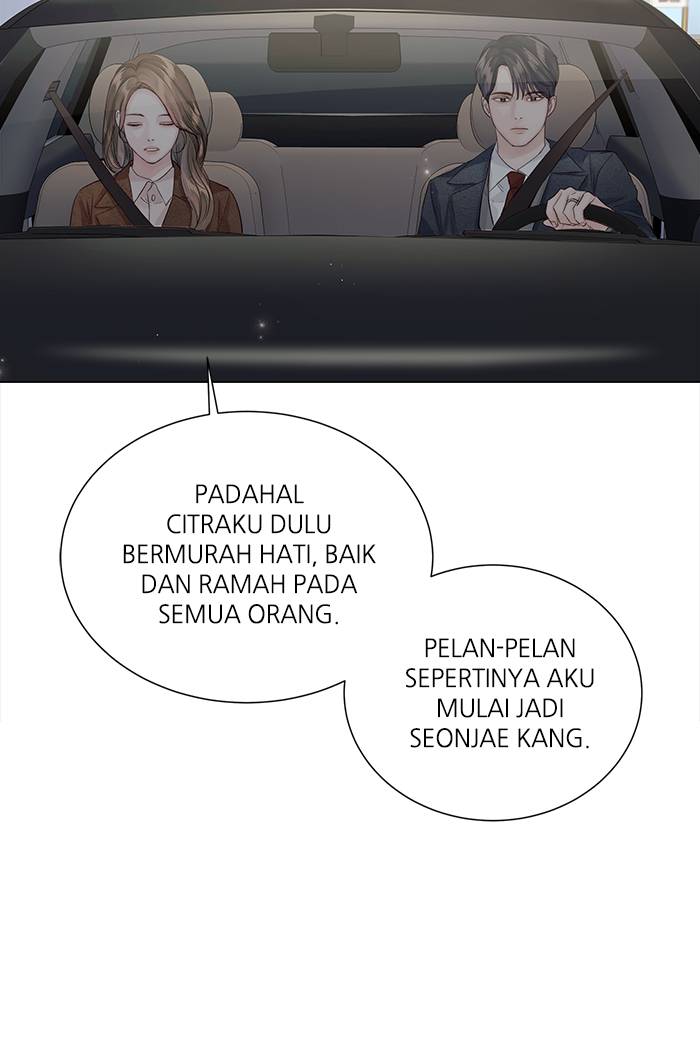 PADAHAL
CITRAKU DULU
BERMURAH HATI, BAIK
DAN RAMAH PADA
SEMUA ORANG.
PELAN-PELAN
SEPERTINYA AKU
MULAI JADI
SEONJAE KANG.